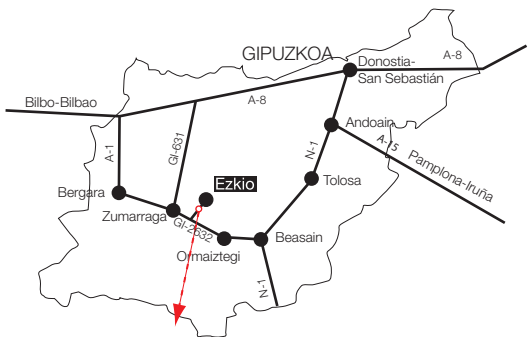 GIPUZKOA
A-8
Donostia-
San Sebastián
Bilbo-Bilbao
A-8
Andoain
A-15
Pamplona-Iruña
GI-631
N-1
A-1
Ezkio
Tolosa
Bergara
Zumarraga
GI-2632
Ormaiztegi
Beasain
N-1